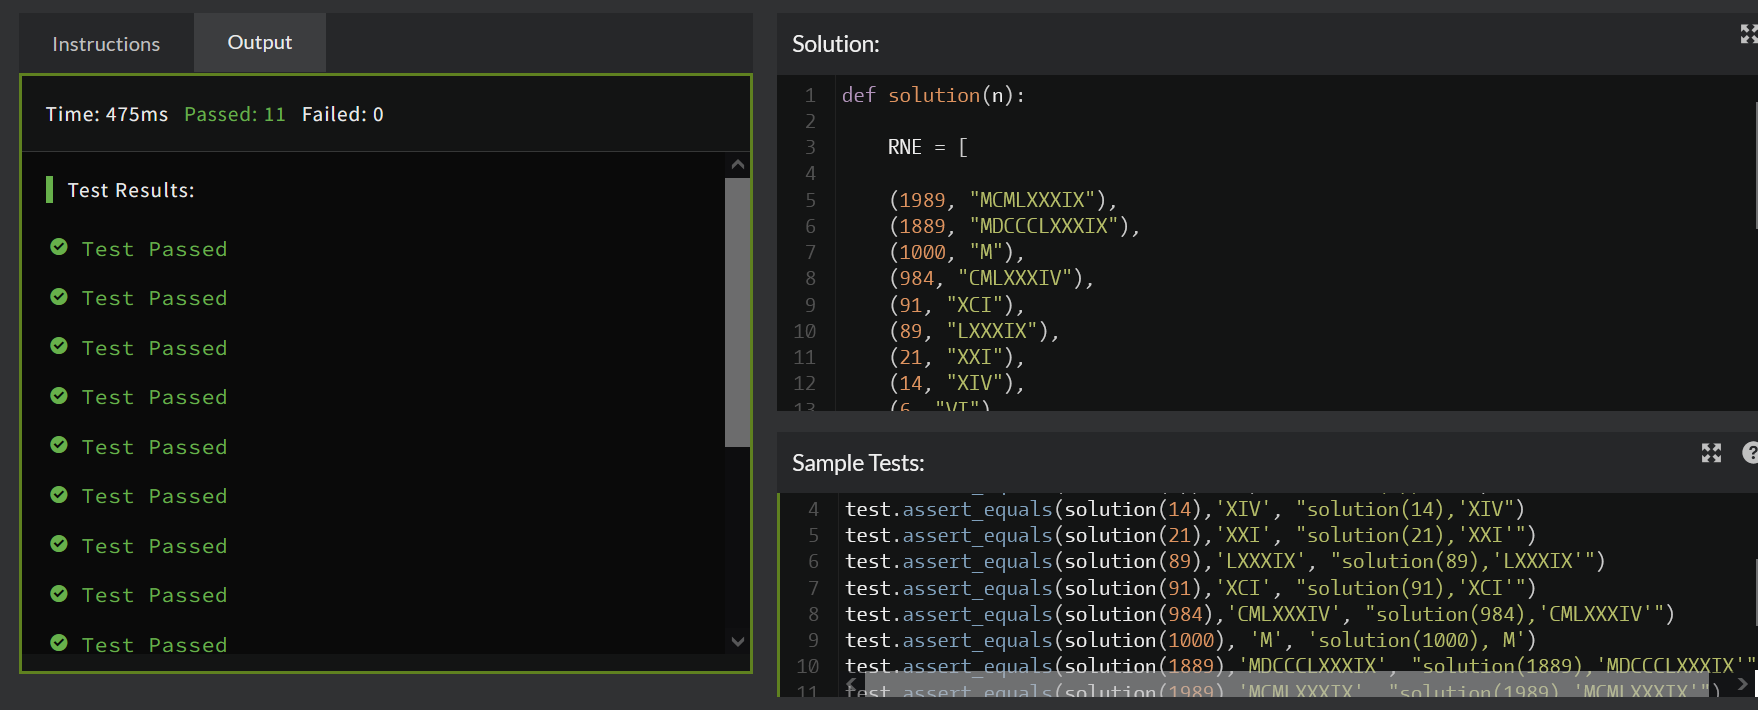 Instructions
Output
Time: 475ms Passed: 11 Failed: 0
Test Results:
Test Passed
Test Passed
Test Passed
Test Passed
Test Passed
Test Passed
Test Passed
Test Passed
Test Passed
Solution:
1 def solution(n):
2
3 RNE = [
4
5 (1989, "MCMLXXXIX"),
6 (1889, "MDCCCLXXXIX"),
7 (1000, "M"),
8 (984, "CMLXXXIV"),
9 (91, "XCI"),
10 (89, "LXXXIX"),
11 (21, "XXI"),
12 (14, "XIV"),
13 (6, "VI")
Sample Tests:
4 test.assert_equals(solution(14),'XIV', "solution(14),'XIV")
5 test.assert_equals(solution(21),'XXI', "solution(21),'XXI'")
6 test.assert_equals(solution(89),'LXXXIX', "solution(89),'LXXXIX'")
7 test.assert_equals(solution(91),'XCI', "solution(91),'XCI'")
8 test.assert_equals(solution(984),'CMLXXXIV', "solution(984),'CMLXXXIV'")
9 test.assert_equals(solution(1000), 'M', 'solution(1000), M')
10 test.assert_equals(solution(1889),'MDCCCLXXXIX', "solution(1889),'MDCCCLXXXIX'"
11 test.assert_equals(solution(1989),'MCMLXXXIX', "solution(1989),'MCMLXXXIX'")